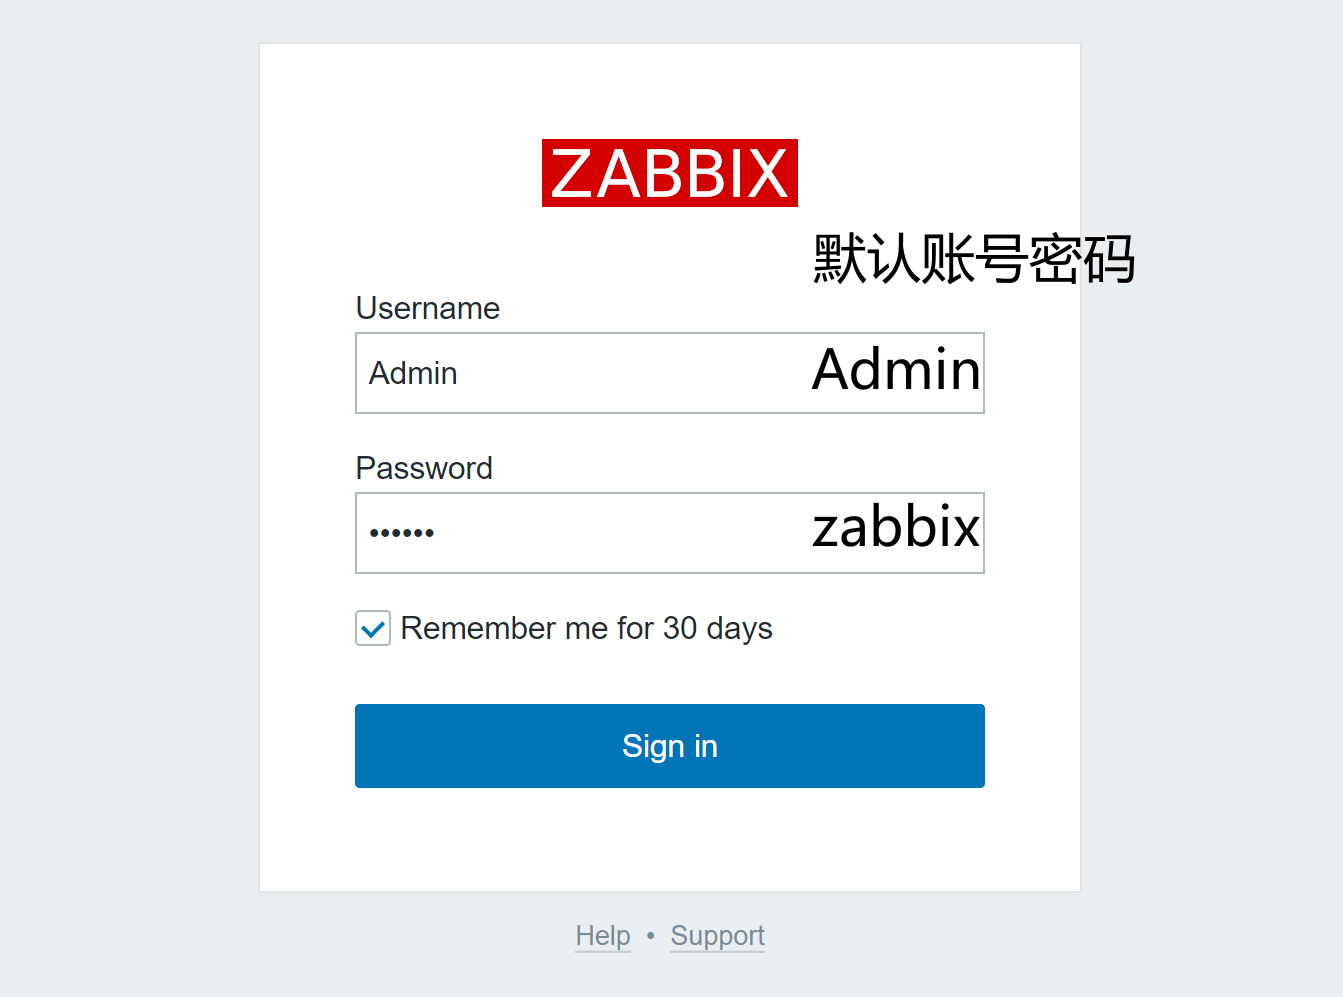 ZABBIX
默认账号密码
Username
Admin Admin
Password
•••••• zabbix
Remember me for 30 days
Sign in
Help • Support